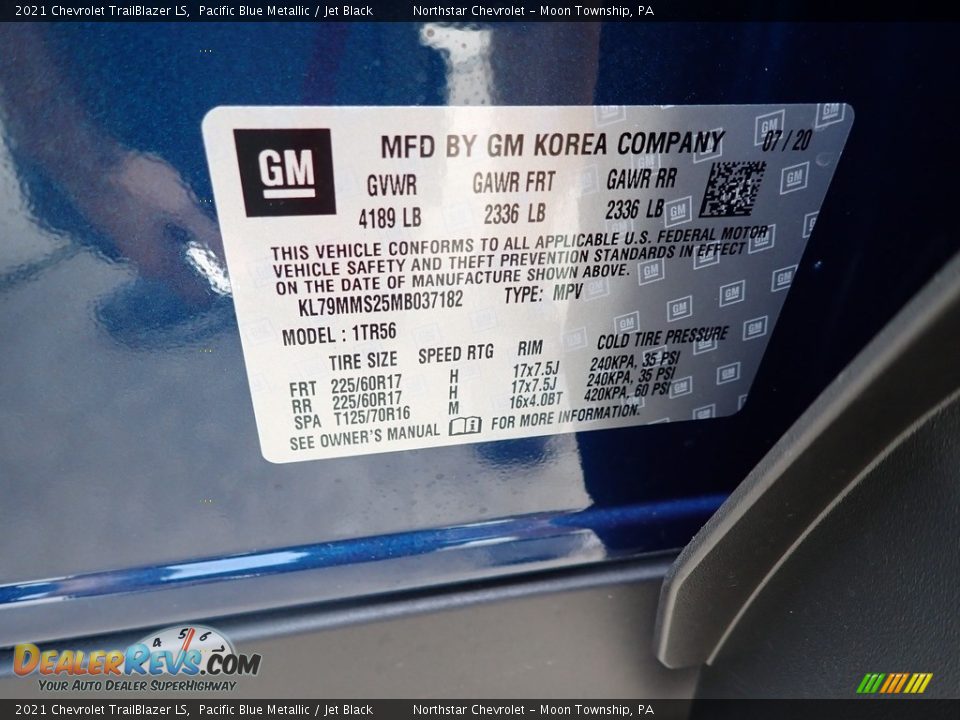 2021 Chevrolet TrailBlazer LS, Pacific Blue Metallic / Jet Black Northstar Chevrolet - Moon Township, PA
GM MFD BY GM KOREA COMPANY 07/20
GVWR GAWR FRT GAWR RR
4189 LB 2336 LB 2336 LB
THIS VEHICLE CONFORMS TO ALL APPLICABLE U.S. FEDERAL MOTOR
VEHICLE SAFETY AND THEFT PREVENTION STANDARDS IN EFFECT
ON THE DATE OF MANUFACTURE SHOWN ABOVE.
KL79MMS25MB037182 TYPE: MPV
MODEL : 1TR56
TIRE SIZE SPEED RTG RIM COLD TIRE PRESSURE
FRT 225/60R17 H 17x7.5J 240KPA, 35 PSI
RR 225/60R17 H 17x7.5J 240KPA, 35 PSI
SPA T125/70R16 M 16x4.0BT 420KPA, 60 PSI
SEE OWNER'S MANUAL FOR MORE INFORMATION.
4 5 6
DEALERREVS.COM
YOUR AUTO DEALER SUPERHIGHWAY
2021 Chevrolet TrailBlazer LS, Pacific Blue Metallic / Jet Black Northstar Chevrolet - Moon Township, PA